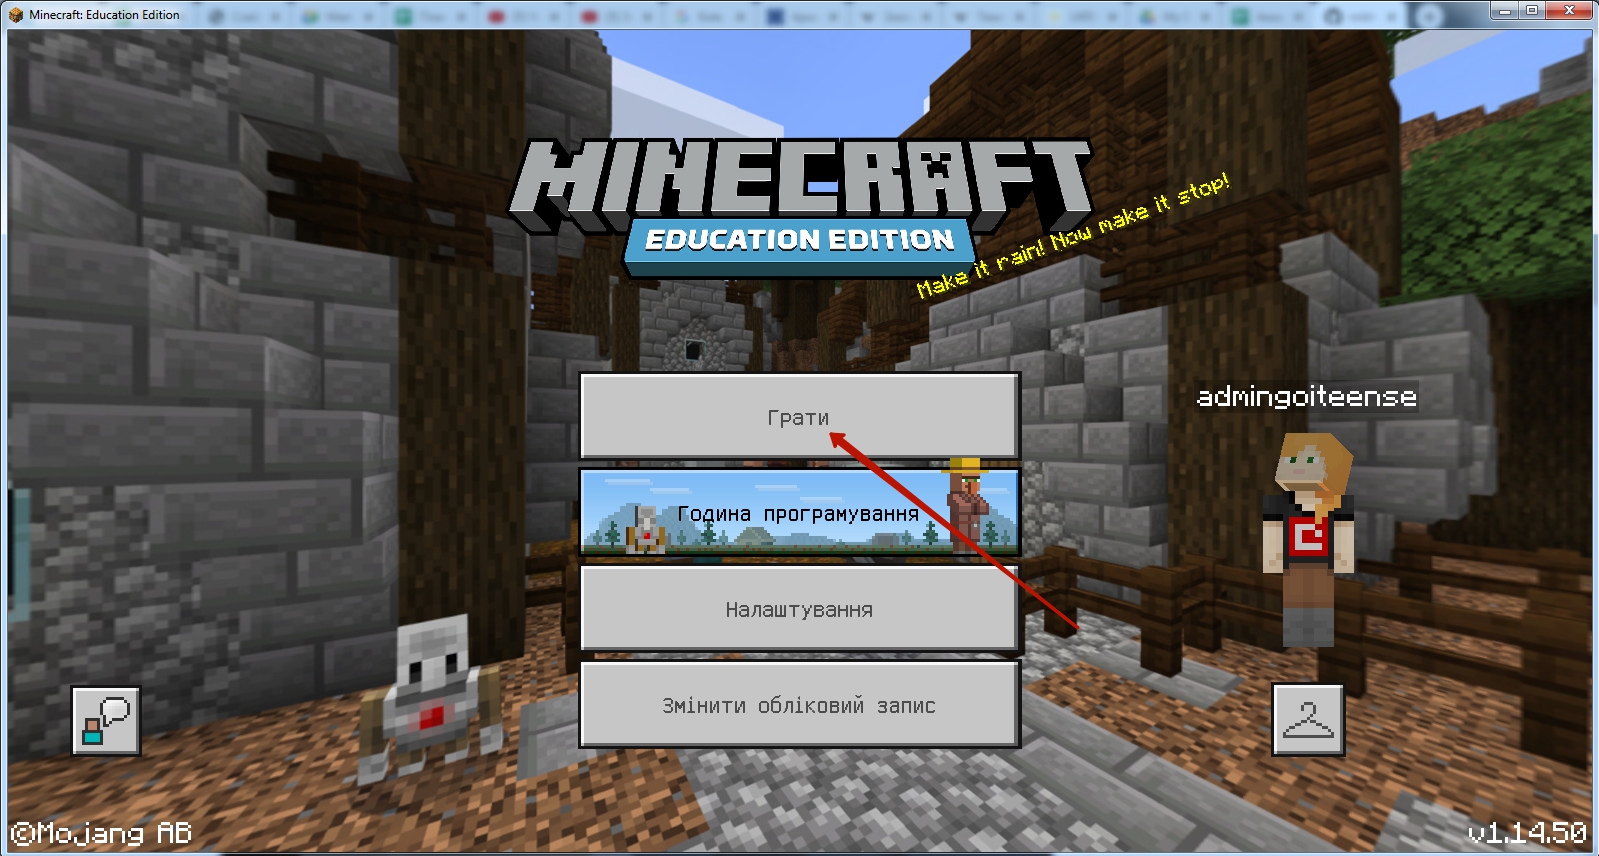 Minecraft: Education Edition
MINECRAFT
EDUCATION EDITION
Make it rain! Now make it stop!
Грати
admingoiteense
Година програмування
Налаштування
Змінити обліковий запис
©Mojang AB
v1.14.50